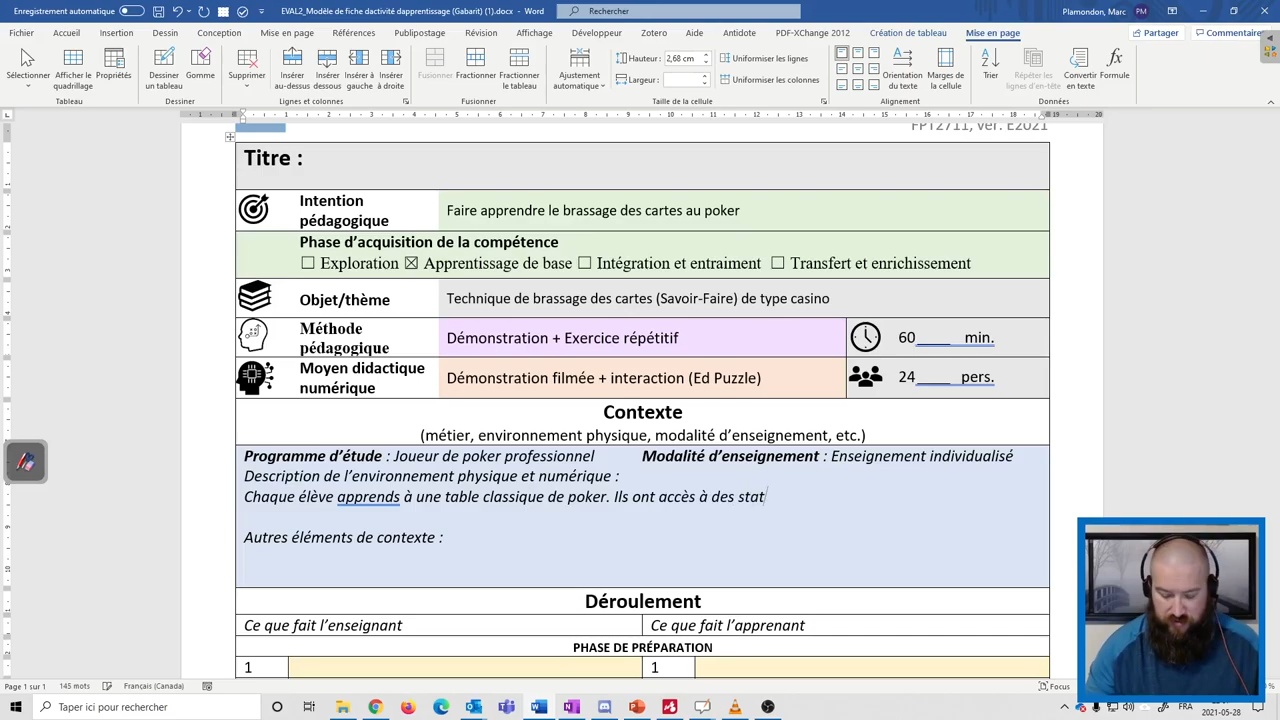 Enregistrement automatique
EVAL2_Modèle de fiche dactivité dapprentissage (Gabarit) (1).docx - Word
Rechercher
Plamondon, Marc
Fichier Accueil Insertion Dessin Conception Mise en page Références Publipostage Révision Affichage Développeur Zotero Aide Antidote PDF-XChange 2012 Création de tableau Mise en page Partager Commentaire
Sélectionner Afficher le quadrillage Propriétés
Tableau
Dessiner un tableau Gomme
Dessiner
Supprimer Insérer au-dessus Insérer dessous Insérer à gauche Insérer à droite
Lignes et colonnes
Fusionner Fractionner Fractionner le tableau
Fusionner
Ajustement automatique
Hauteur : 2,68 cm Uniformiser les lignes
Largeur : Uniformiser les colonnes
Taille de la cellule
Orientation du texte Marges de la cellule
Alignement
Trier Répéter les lignes d'en-tête Convertir en texte Formule
Données
FPT2711, ver. E2021
Titre :
Intention pédagogique
Faire apprendre le brassage des cartes au poker
Phase d'acquisition de la compétence
☐ Exploration ☒ Apprentissage de base ☐ Intégration et entraiment ☐ Transfert et enrichissement
Objet/thème
Technique de brassage des cartes (Savoir-Faire) de type casino
Méthode pédagogique
Démonstration + Exercice répétitif
60____ min.
Moyen didactique numérique
Démonstration filmée + interaction (Ed Puzzle)
24____ pers.
Contexte
(métier, environnement physique, modalité d'enseignement, etc.)
Programme d'étude : Joueur de poker professionnel Modalité d'enseignement : Enseignement individualisé
Description de l'environnement physique et numérique :
Chaque élève apprends à une table classique de poker. Ils ont accès à des stat
Autres éléments de contexte :
Déroulement
Ce que fait l'enseignant Ce que fait l'apprenant
PHASE DE PRÉPARATION
1 1
Page 1 sur 1 145 mots Français (Canada) Focus
Taper ici pour rechercher
FRA
2021-05-28